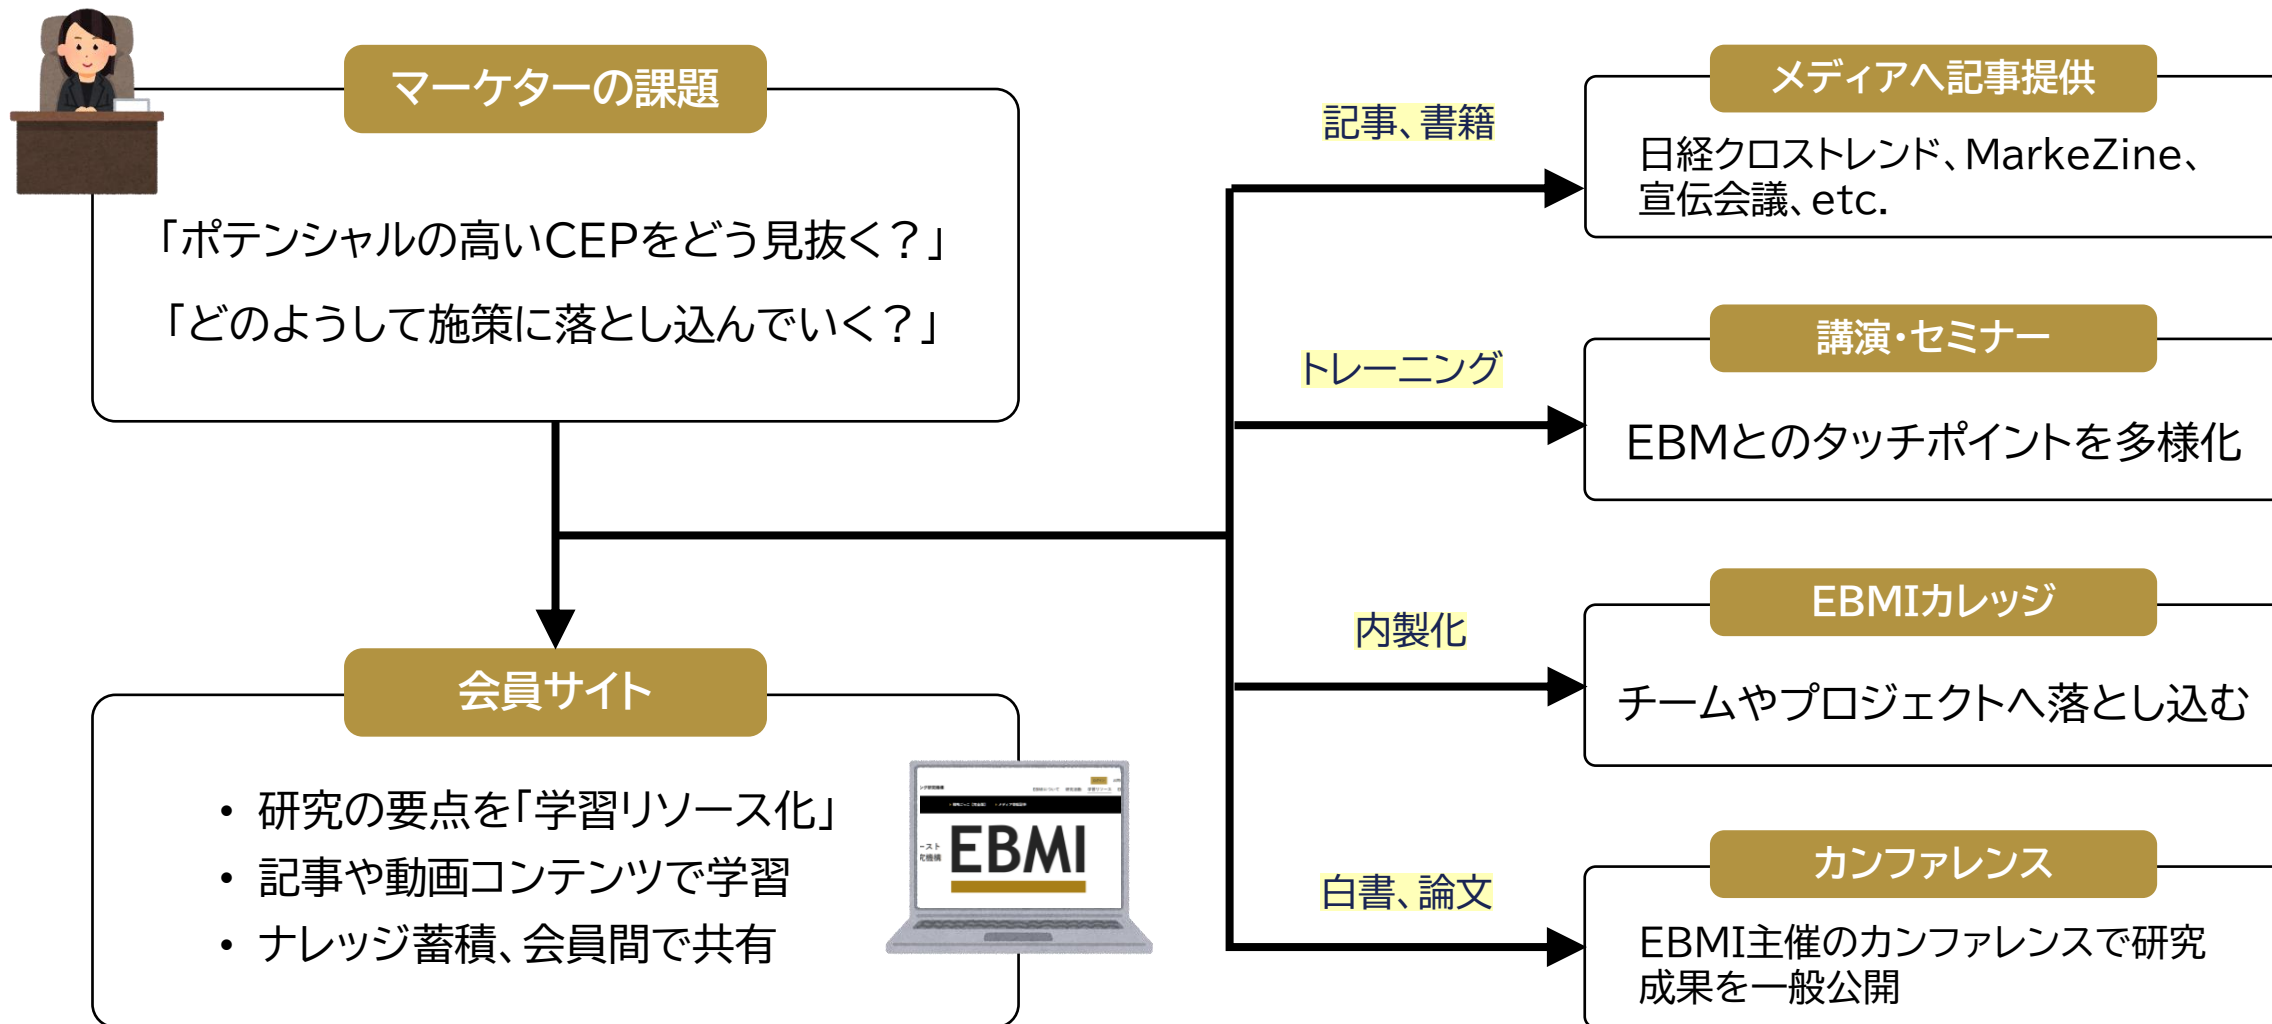 マーケターの課題
「ポテンシャルの高いCEPをどう見抜く？」
「どのようして施策に落とし込んでいく？」
会員サイト
• 研究の要点を「学習リソース化」
• 記事や動画コンテンツで学習
• ナレッジ蓄積、会員間で共有
EBMI
記事、書籍
メディアへ記事提供
日経クロストレンド、MarkeZine、
宣伝会議、etc.
トレーニング
講演・セミナー
EBMとのタッチポイントを多様化
内製化
EBMIカレッジ
チームやプロジェクトへ落とし込む
白書、論文
カンファレンス
EBMI主催のカンファレンスで研究
成果を一般公開